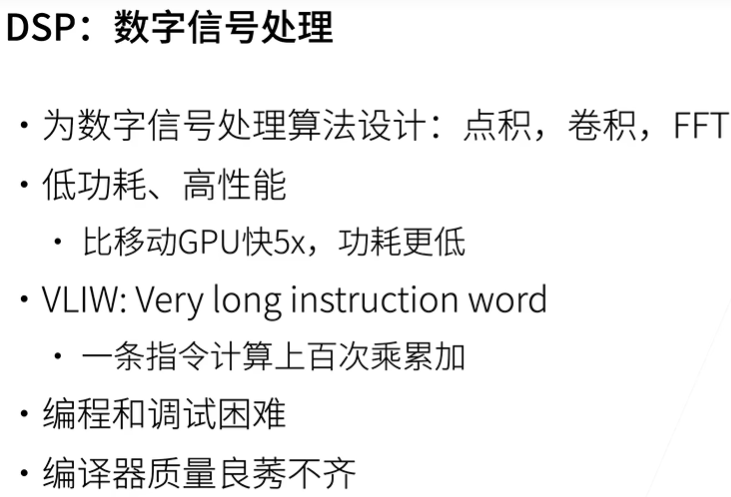 DSP：数字信号处理
• 为数字信号处理算法设计：点积，卷积，FFT
• 低功耗、高性能
• 比移动GPU快5x，功耗更低
• VLIW: Very long instruction word
• 一条指令计算上百次乘累加
• 编程和调试困难
• 编译器质量良莠不齐